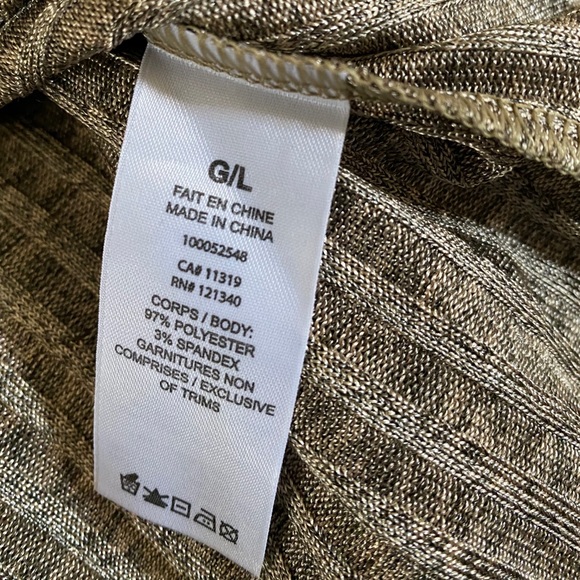 G/L
FAIT EN CHINE
MADE IN CHINA
100052548
CA# 11319
RN# 121340
CORPS / BODY:
97% POLYESTER
3% SPANDEX
GARNITURES NON
COMPRISES / EXCLUSIVE
OF TRIMS